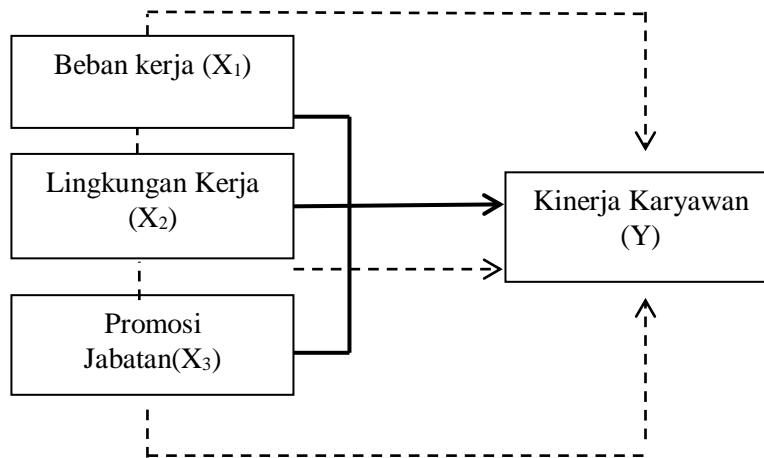 Beban kerja (X₁)
Lingkungan Kerja
(X₂)
Promosi
Jabatan(X₃)
Kinerja Karyawan
(Y)